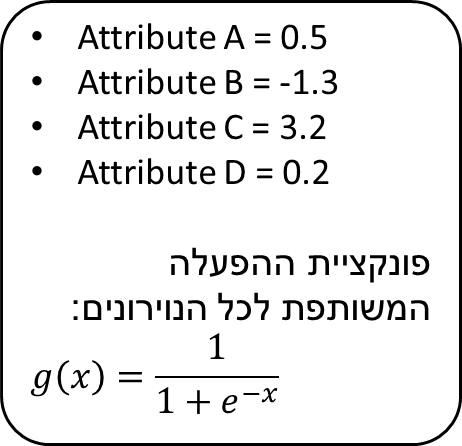 • Attribute A = 0.5
• Attribute B = -1.3
• Attribute C = 3.2
• Attribute D = 0.2
פונקציית ההפעלה
המשותפת לכל הנוירונים:
g(x) = 1 / (1 + e^{-x})